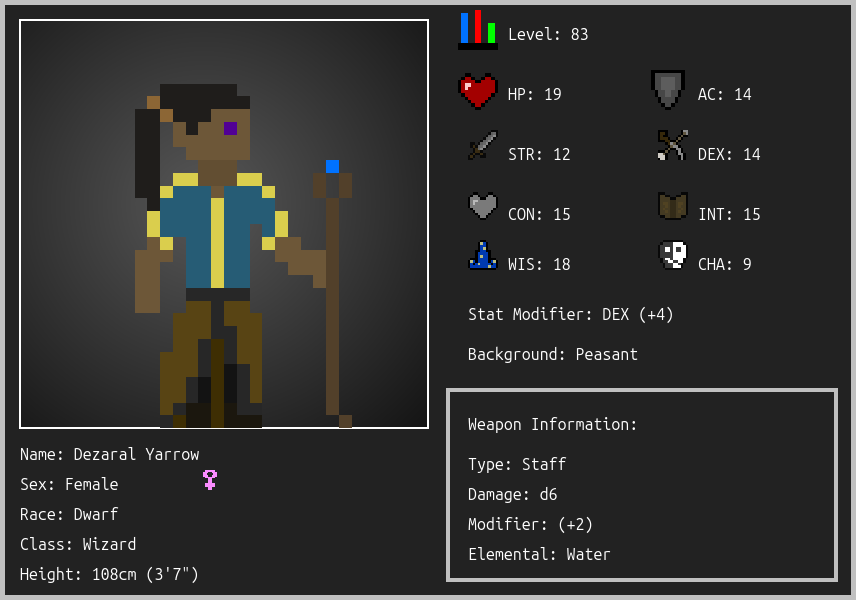 Level: 83
HP: 19
AC: 14
STR: 12
DEX: 14
CON: 15
INT: 15
WIS: 18
CHA: 9
Stat Modifier: DEX (+4)
Background: Peasant
Weapon Information:
Type: Staff
Damage: d6
Modifier: (+2)
Elemental: Water
Name: Dezaral Yarrow
Sex: Female
Race: Dwarf
Class: Wizard
Height: 108cm (3'7")